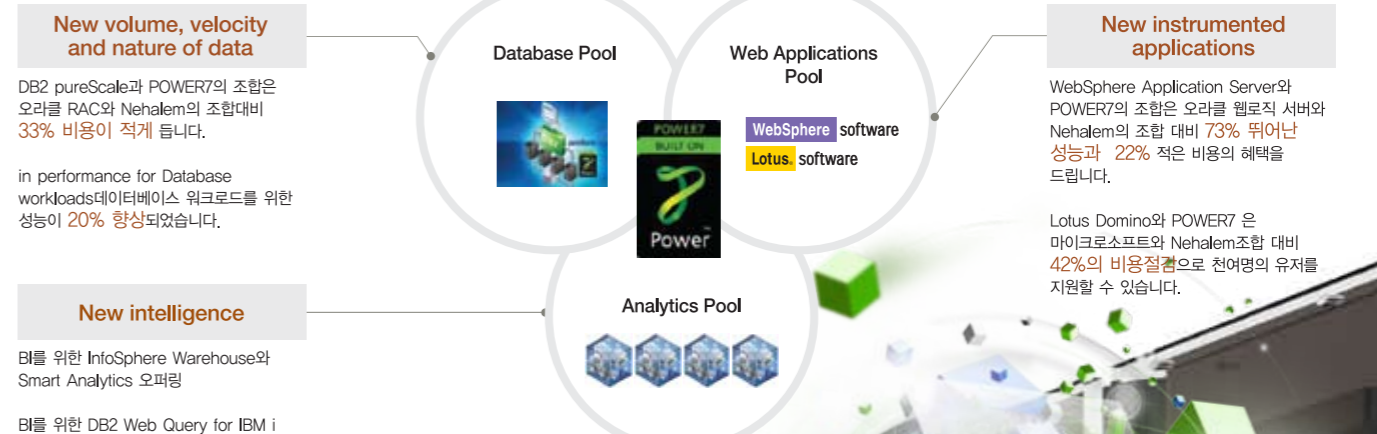 New volume, velocity
and nature of data
DB2 pureScale과 POWER7의 조합은
오라클 RAC와 Nehalem의 조합대비
33% 비용이 적게 듭니다.
in performance for Database
workloads데이터베이스 워크로드를 위한
성능이 20% 향상되었습니다.
New intelligence
BI를 위한 InfoSphere Warehouse와
Smart Analytics 오퍼링
BI를 위한 DB2 Web Query for IBM i
Database Pool
Web Applications
Pool
WebSphere software
Lotus. software
POWER7
BUILT ON
Power
Analytics Pool
New instrumented
applications
WebSphere Application Server와
POWER7의 조합은 오라클 웹로직 서버와
Nehalem의 조합 대비 73% 뛰어난
성능과 22% 적은 비용의 혜택을
드립니다.
Lotus Domino와 POWER7 은
마이크로소프트와 Nehalem조합 대비
42%의 비용절감으로 천여명의 유저를
지원할 수 있습니다.